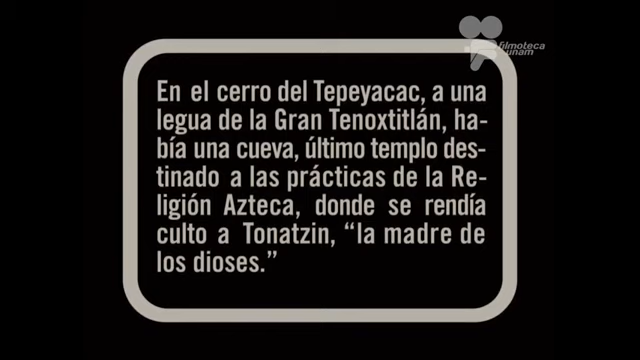 filmoteca
unam
En el cerro del Tepeyacac, a una
legua de la Gran Tenoxtitlán, ha-
bía una cueva, último templo des-
tinado a las prácticas de la Re-
ligión Azteca, donde se rendía
culto a Tonatzin, “la madre de
los dioses.”